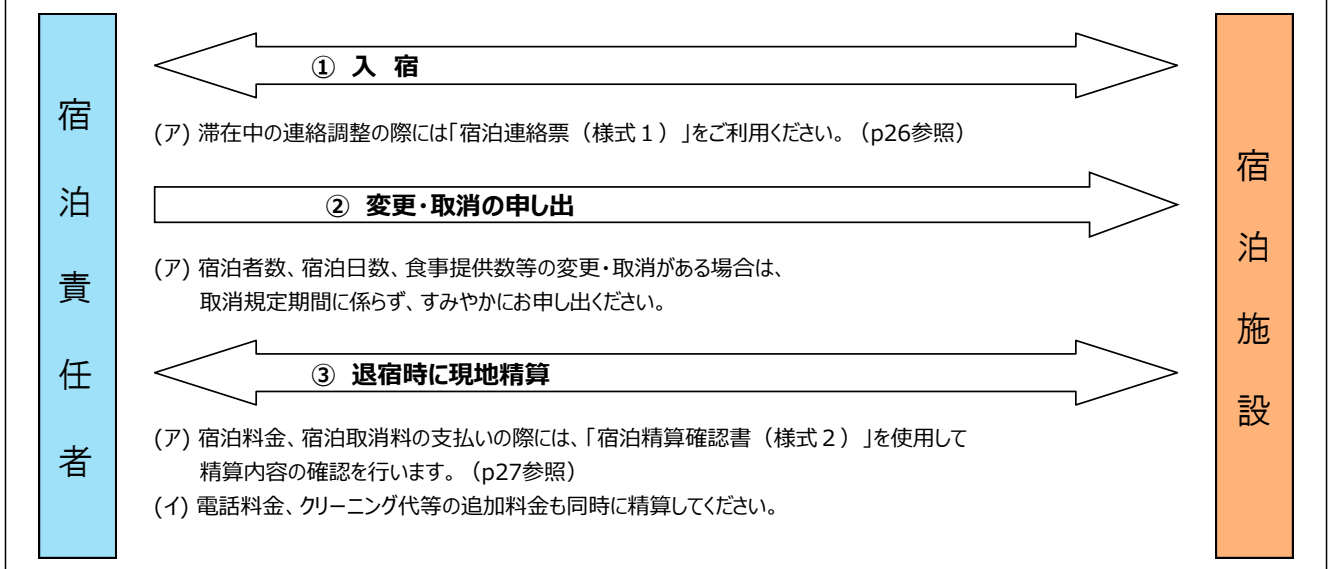 宿泊責任者
① 入 宿
(ア) 滞在中の連絡調整の際には「宿泊連絡票（様式１）」をご利用ください。（p26参照）
② 変更・取消の申し出
(ア) 宿泊者数、宿泊日数、食事提供数等の変更・取消がある場合は、
取消規定期間に係らず、すみやかにお申し出ください。
③ 退宿時に現地精算
(ア) 宿泊料金、宿泊取消料の支払いの際には、「宿泊精算確認書（様式２）」を使用して
精算内容の確認を行います。（p27参照）
(イ) 電話料金、クリーニング代等の追加料金も同時に精算してください。
宿泊施設